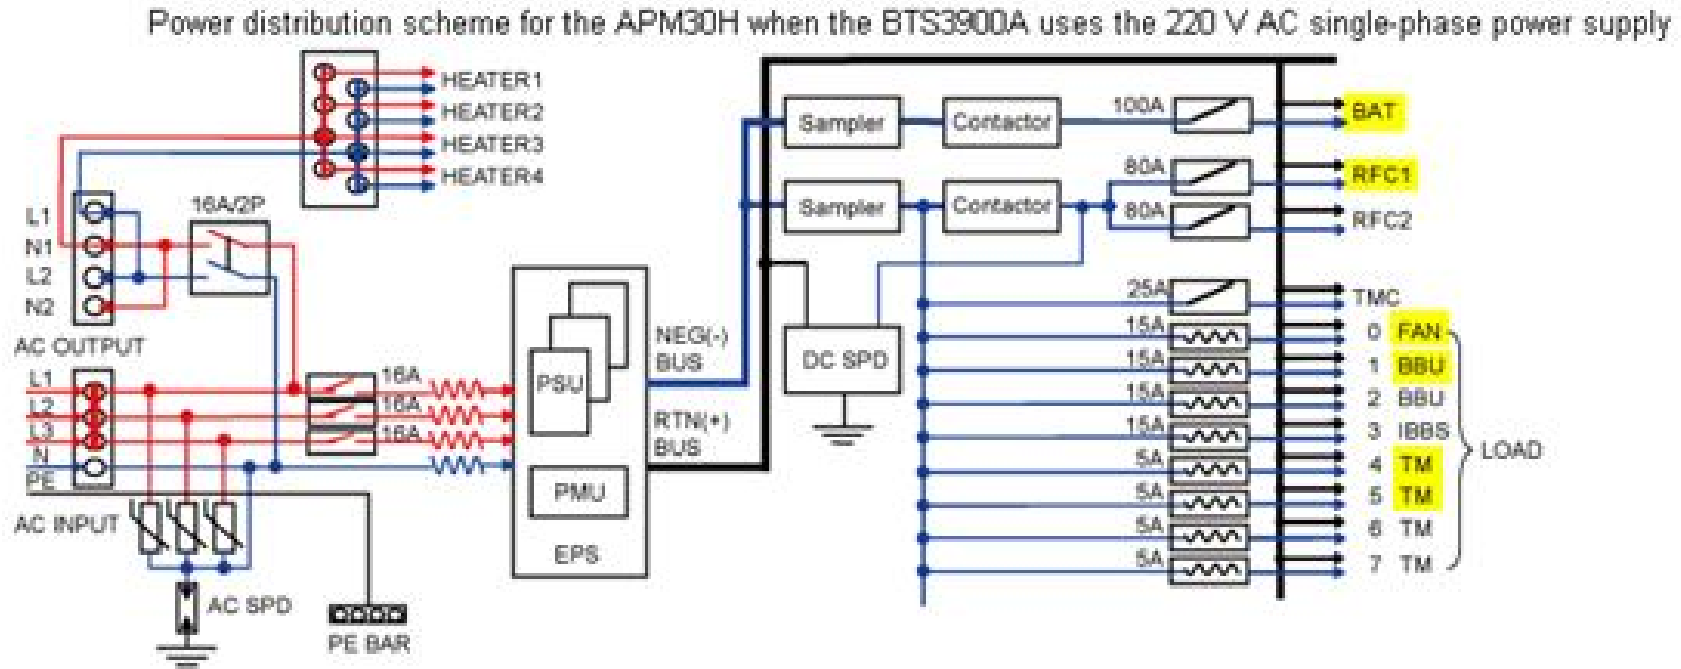 Power distribution scheme for the APM30H when the BTS3900A uses the 220 V AC single-phase power supply
HEATER1
HEATER2
HEATER3
HEATER4
L1
N1
L2
N2
16A/2P
AC OUTPUT
L1
L2
L3
N
PE
AC INPUT
16A
16A
16A
AC SPD
PE BAR
PSU
PMU
EPS
NEG(-)
BUS
RTN(+)
BUS
Sampler
Contactor
100A
BAT
Sampler
Contactor
80A
RFC1
80A
RFC2
DC SPD
25A
TMC
15A
0 FAN
15A
1 BBU
15A
2 BBU
15A
3 IBBS
5A
4 TM
5A
5 TM
5A
6 TM
5A
7 TM
LOAD